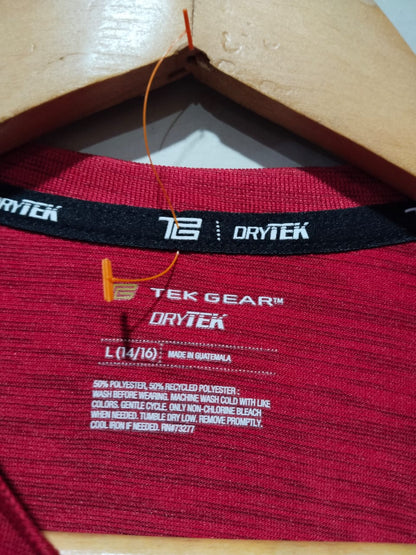 DRYTEK
TG DRYTEK
TEK GEAR™
DRYTEK
L (14/16) MADE IN GUATEMALA
50% POLYESTER, 50% RECYCLED POLYESTER :
WASH BEFORE WEARING. MACHINE WASH COLD WITH LIKE
COLORS. GENTLE CYCLE. ONLY NON-CHLORINE BLEACH
WHEN NEEDED. TUMBLE DRY LOW. REMOVE PROMPTLY.
COOL IRON IF NEEDED. RN#73277